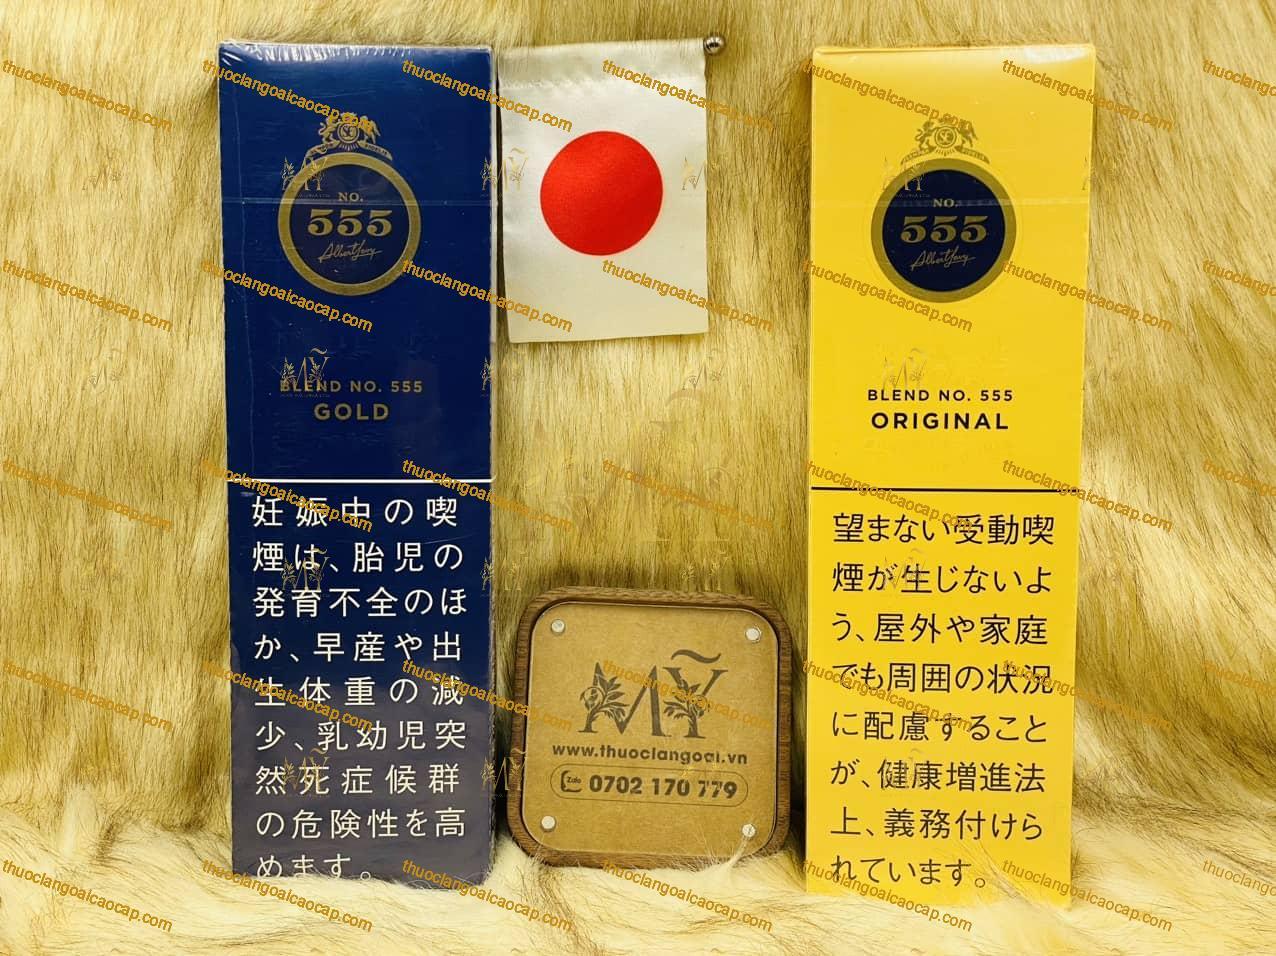 NO.
555
Albert Levy
BLEND NO. 555
GOLD
妊娠中の喫
煙は、胎児の
発育不全のほ
か、早産や出
生体重の減
少、乳幼児突
然死症候群
の危険性を高
めます。
MỸ
www.thuoclangoai.vn
Zalo
0702 170 779
NO.
555
Albert Levy
BLEND NO. 555
ORIGINAL
望まない受動喫
煙が生じないよ
う、屋外や家庭
でも周囲の状況
に配慮すること
が、健康増進法
上、義務付けら
れています。
thuoclangoaicaocap.com